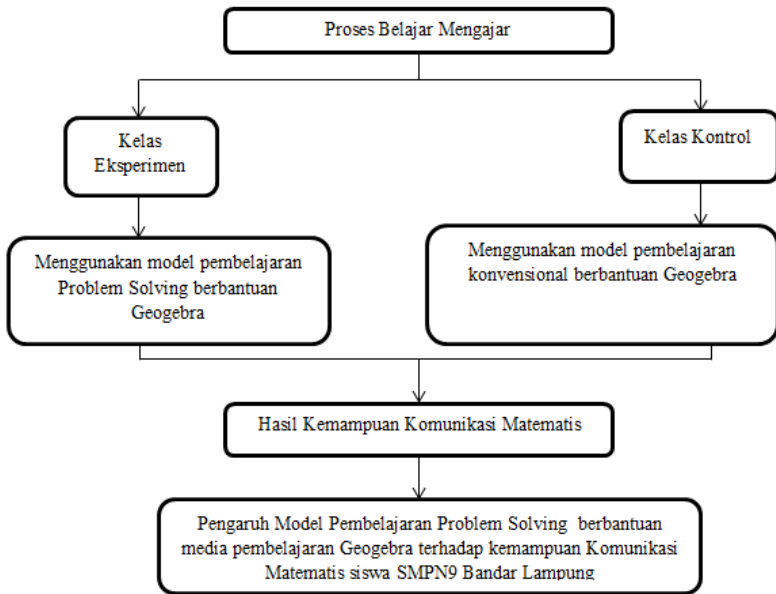 Proses Belajar Mengajar
Kelas
Eksperimen
Kelas Kontrol
Menggunakan model pembelajaran
Problem Solving berbantuan
Geogebra
Menggunakan model pembelajaran
konvensional berbantuan Geogebra
Hasil Kemampuan Komunikasi Matematis
Pengaruh Model Pembelajaran Problem Solving berbantuan
media pembelajaran Geogebra terhadap kemampuan Komunikasi
Matematis siswa SMPN9 Bandar Lampung